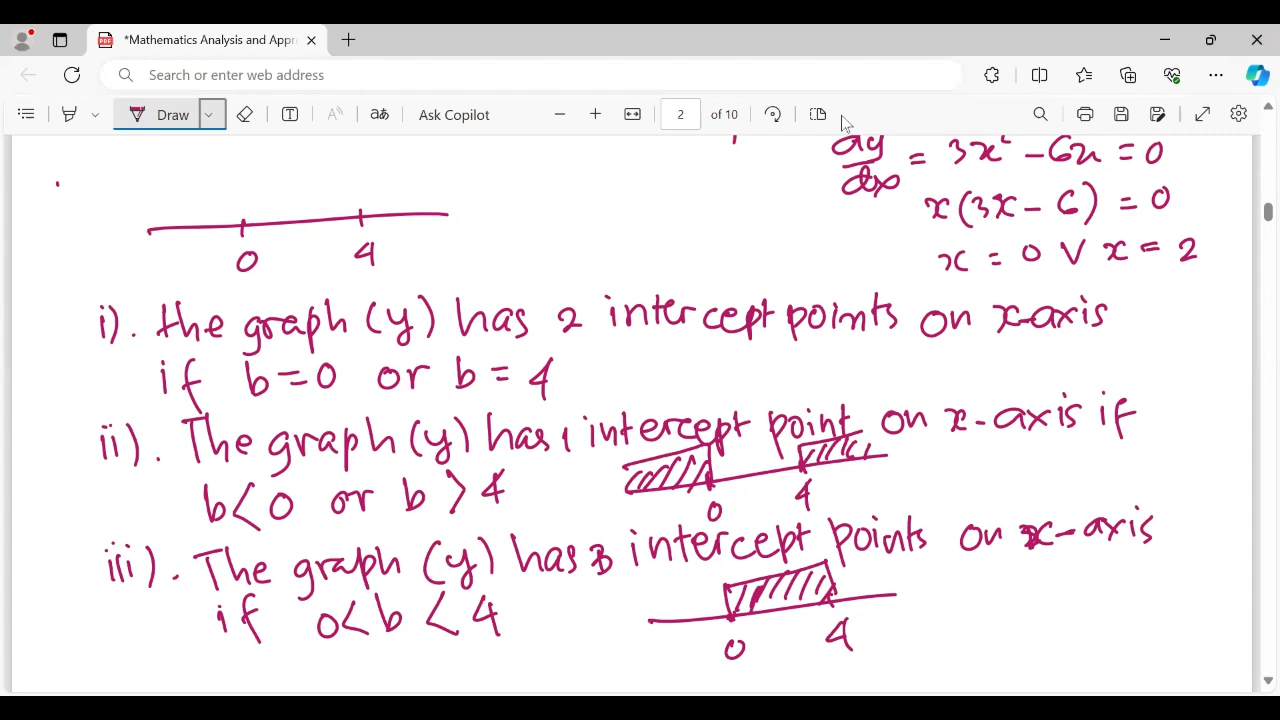 *Mathematics Analysis and Appr
Search or enter web address
Draw
aあ
Ask Copilot
2
of 10
dy/dx = 3x² - 6x = 0
x(3x - 6) = 0
x = 0 V x = 2
0 4
i). the graph (y) has 2 intercept points on x-axis
if b = 0 or b = 4
ii). The graph (y) has 1 intercept point on x-axis if
b < 0 or b > 4
0 4
iii). The graph (y) has 3 intercept points on x-axis
if 0 < b < 4
0 4